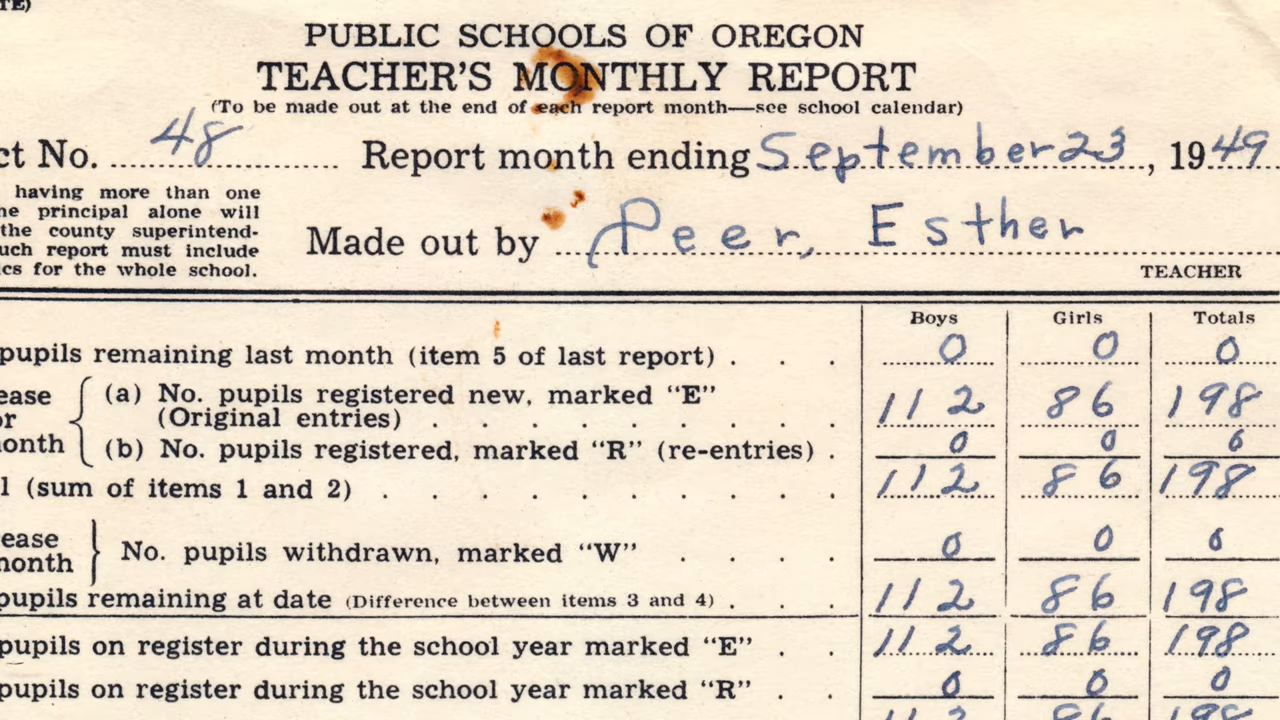 TE)
PUBLIC SCHOOLS OF OREGON
TEACHER'S MONTHLY REPORT
(To be made out at the end of each report month—see school calendar)
ct No. 48 Report month ending September 23, 1949
having more than one
he principal alone will
the county superintend-
uch report must include
cs for the whole school.
Made out by Peer, Esther
TEACHER
Boys Girls Totals
pupils remaining last month (item 5 of last report) . . . 0 0 0
ease
or
month
(a) No. pupils registered new, marked "E" 112 86 198
(Original entries) . . . . . . . . . . .
(b) No. pupils registered, marked "R" (re-entries) . 0 0 0
l (sum of items 1 and 2) . . . . . . . . . . 112 86 198
ease
month
No. pupils withdrawn, marked "W" . . . . 0 0 0
pupils remaining at date (Difference between items 3 and 4) . . . 112 86 198
pupils on register during the school year marked "E" . . 112 86 198
pupils on register during the school year marked "R" . . 0 0 0
112 86 198